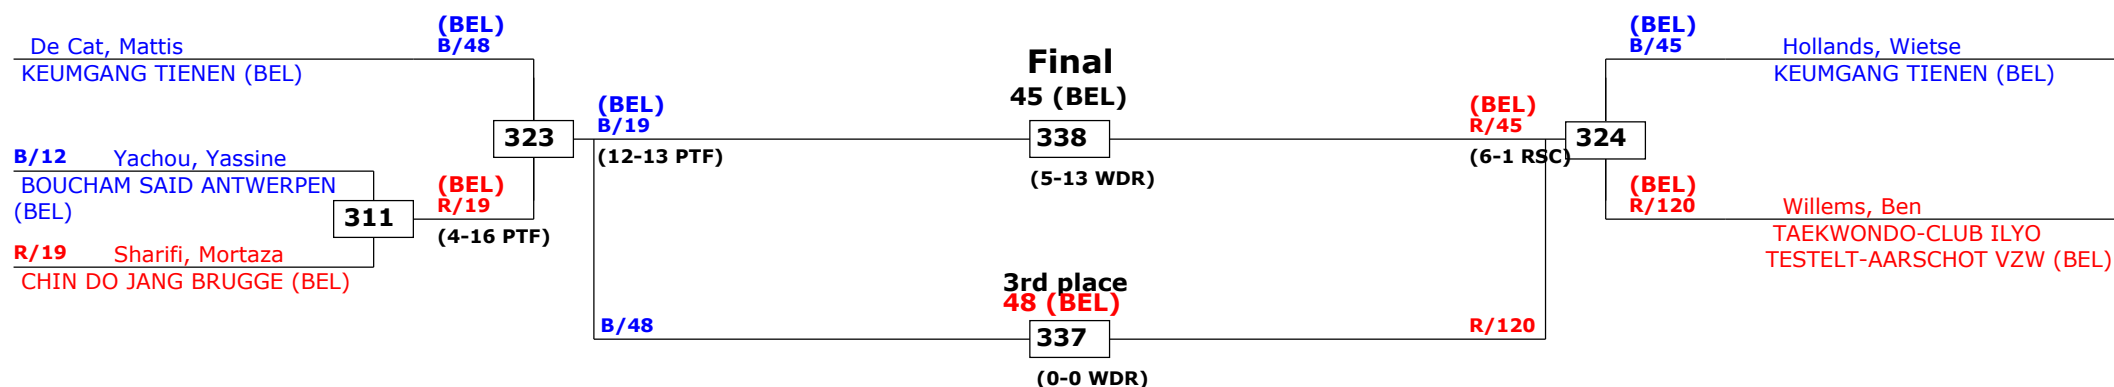 (BEL)
B/48
De Cat, Mattis
KEUMGANG TIENEN (BEL)
B/12 Yachou, Yassine
BOUCHAM SAID ANTWERPEN
(BEL)
R/19 Sharifi, Mortaza
CHIN DO JANG BRUGGE (BEL)
311
(BEL)
R/19
(4-16 PTF)
323
(BEL)
B/19
(12-13 PTF)
Final
45 (BEL)
338
(5-13 WDR)
3rd place
48 (BEL)
337
(0-0 WDR)
B/48
R/120
(BEL)
R/45
(6-1 RSC)
324
(BEL)
B/45
Hollands, Wietse
KEUMGANG TIENEN (BEL)
(BEL)
R/120
Willems, Ben
TAEKWONDO-CLUB ILYO
TESTELT-AARSCHOT VZW (BEL)